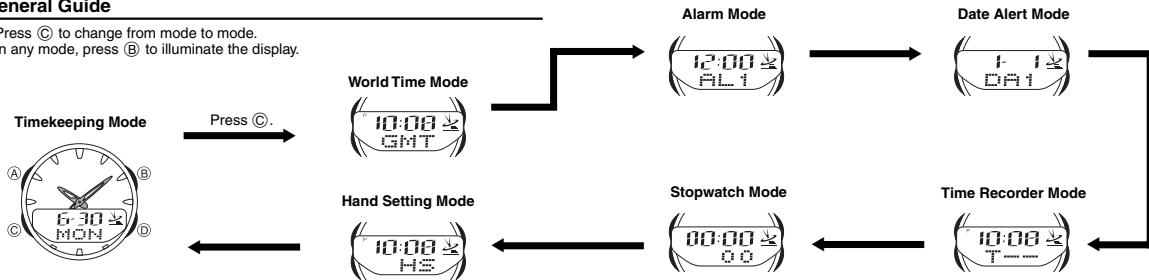 eneral Guide
Press Ⓒ to change from mode to mode.
n any mode, press Ⓑ to illuminate the display.
Timekeeping Mode
Ⓐ
Ⓑ
6-30
MON
Ⓒ
Ⓓ
Press Ⓒ.
World Time Mode
P 10:08
GMT
Alarm Mode
12:00
AL1
Date Alert Mode
1- 1
DA1
Hand Setting Mode
P 10:08
HS
Stopwatch Mode
00:00
00
Time Recorder Mode
P 10:08
T--